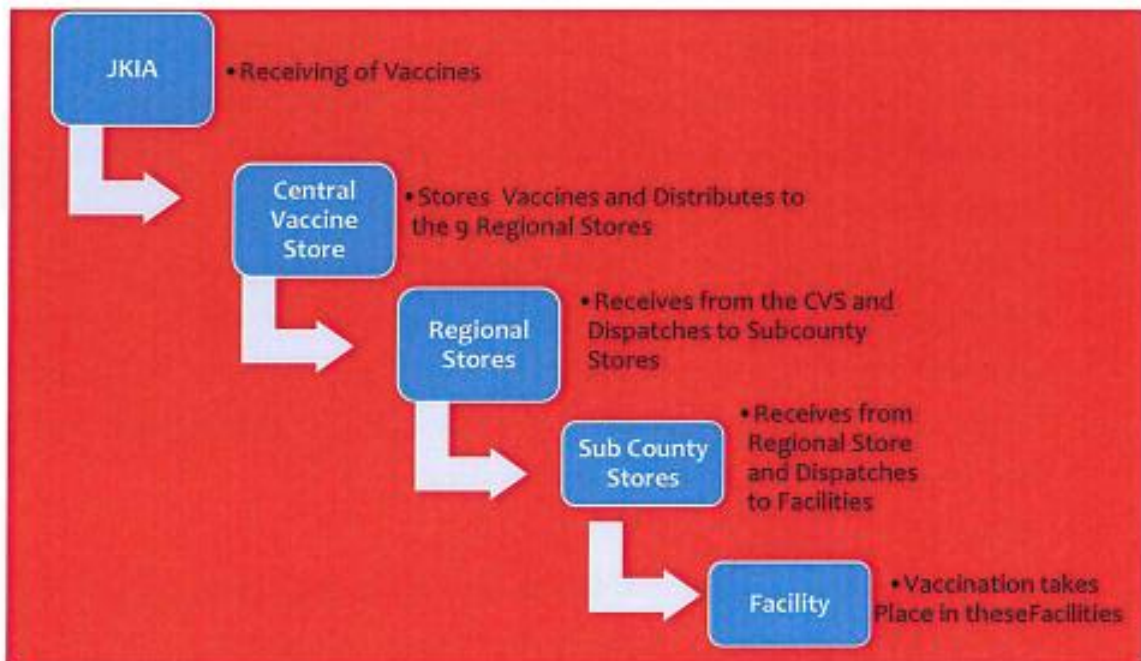 JKIA
•Receiving of Vaccines
Central
Vaccine
Store
•Stores Vaccines and Distributes to
the 9 Regional Stores
Regional
Stores
•Receives from the CVS and
Dispatches to Subcounty
Stores
Sub County
Stores
•Receives from
Regional Store
and Dispatches
to Facilities
Facility
•Vaccination takes
Place in theseFacilities